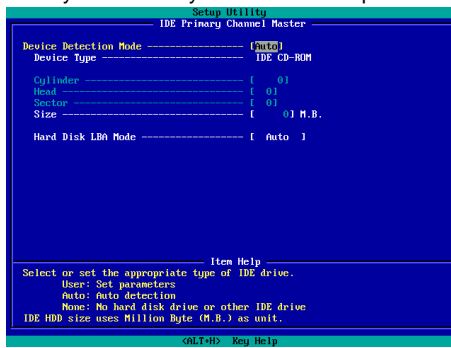 Setup Utility
IDE Primary Channel Master
Device Detection Mode ----------------- [Auto]
Device Type ------------------------- IDE CD-ROM
Cylinder ---------------------------- [ 0]
Head -------------------------------- [ 0]
Sector ------------------------------ [ 0]
Size -------------------------------- [ 0] M.B.
Hard Disk LBA Mode ------------------ [ Auto ]
Item Help
Select or set the appropriate type of IDE drive.
User: Set parameters
Auto: Auto detection
None: No hard disk drive or other IDE drive
IDE HDD size uses Million Byte (M.B.) as unit.
<ALT+H> Key Help